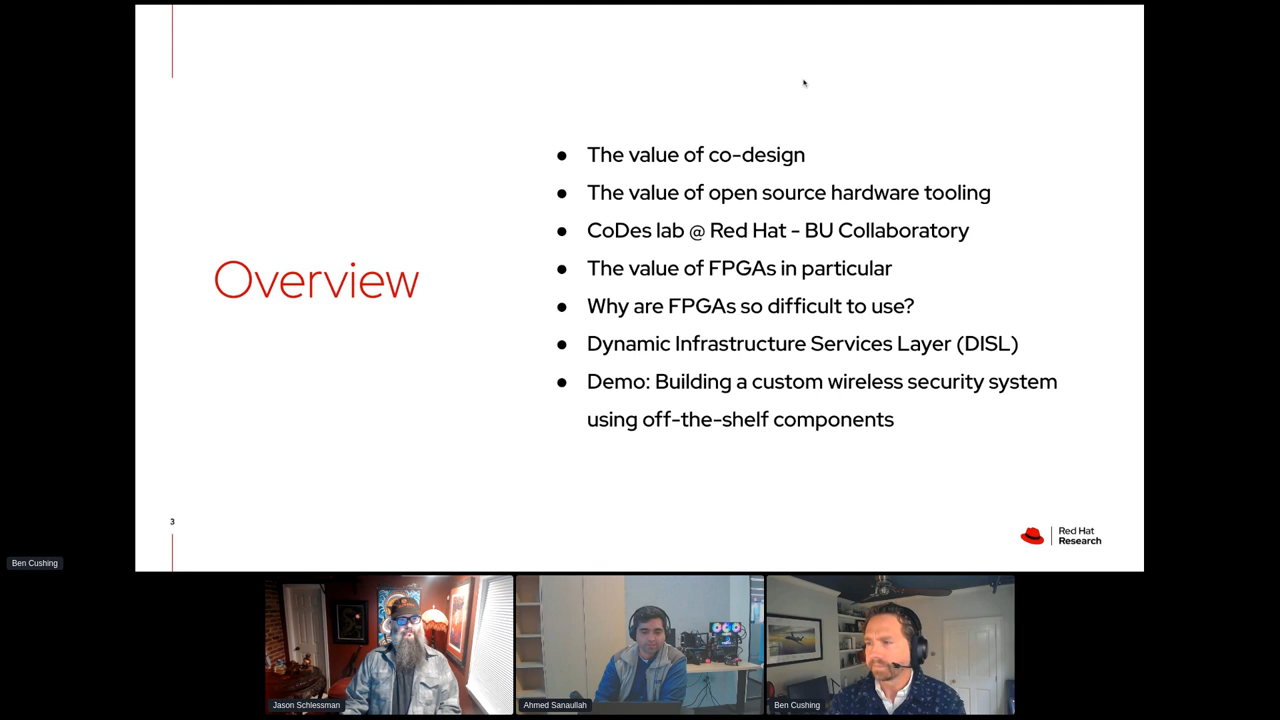 Overview
● The value of co-design
● The value of open source hardware tooling
● CoDes lab @ Red Hat - BU Collaboratory
● The value of FPGAs in particular
● Why are FPGAs so difficult to use?
● Dynamic Infrastructure Services Layer (DISL)
● Demo: Building a custom wireless security system
using off-the-shelf components
3
Red Hat
Research
Ben Cushing
Jason Schlessman
Ahmed Sanaullah
Ben Cushing